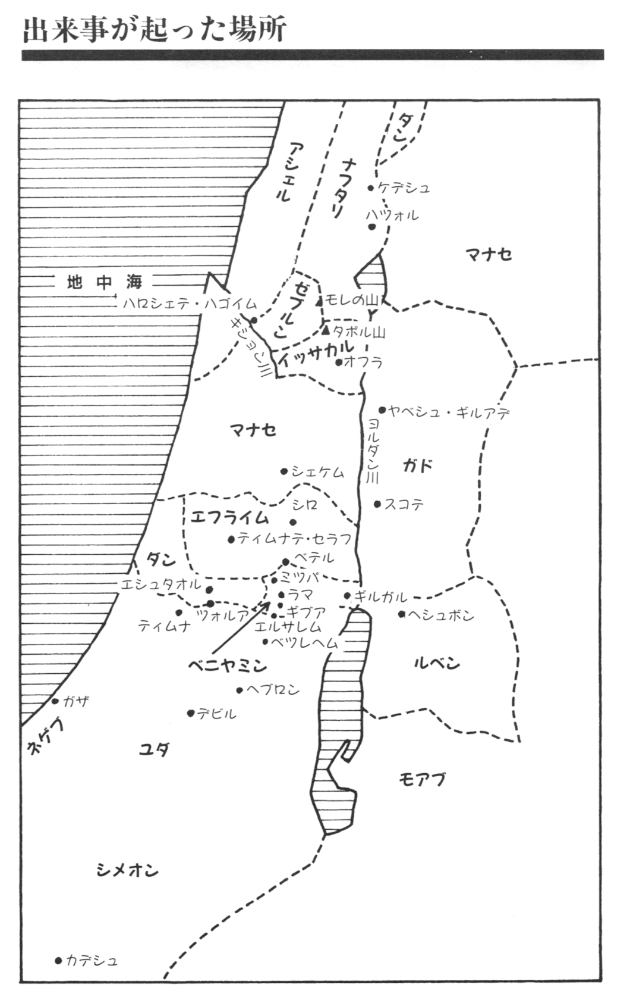 出来事が起った場所
ダン
アシェル
ナフタリ
ケデシュ
ハツォル
マナセ
地中海
ゼブルン
モレの山
ハロシェテ・ハゴイム
キション川
タボル山
イッサカル
オフラ
ヤベシュ・ギルアデ
ヨルダン川
マナセ
ガド
シェケム
シロ
スコテ
エフライム
ティムナテ・セラフ
ダン
ベテル
ミツパ
エシュタオル
ラマ
ギルガル
ツォルア
ギブア
ヘシュボン
ティムナ
エルサレム
ベツレヘム
ベニヤミン
ルベン
ヘブロン
ガザ
デビル
ネゲブ
ユダ
モアブ
シメオン
カデシュ